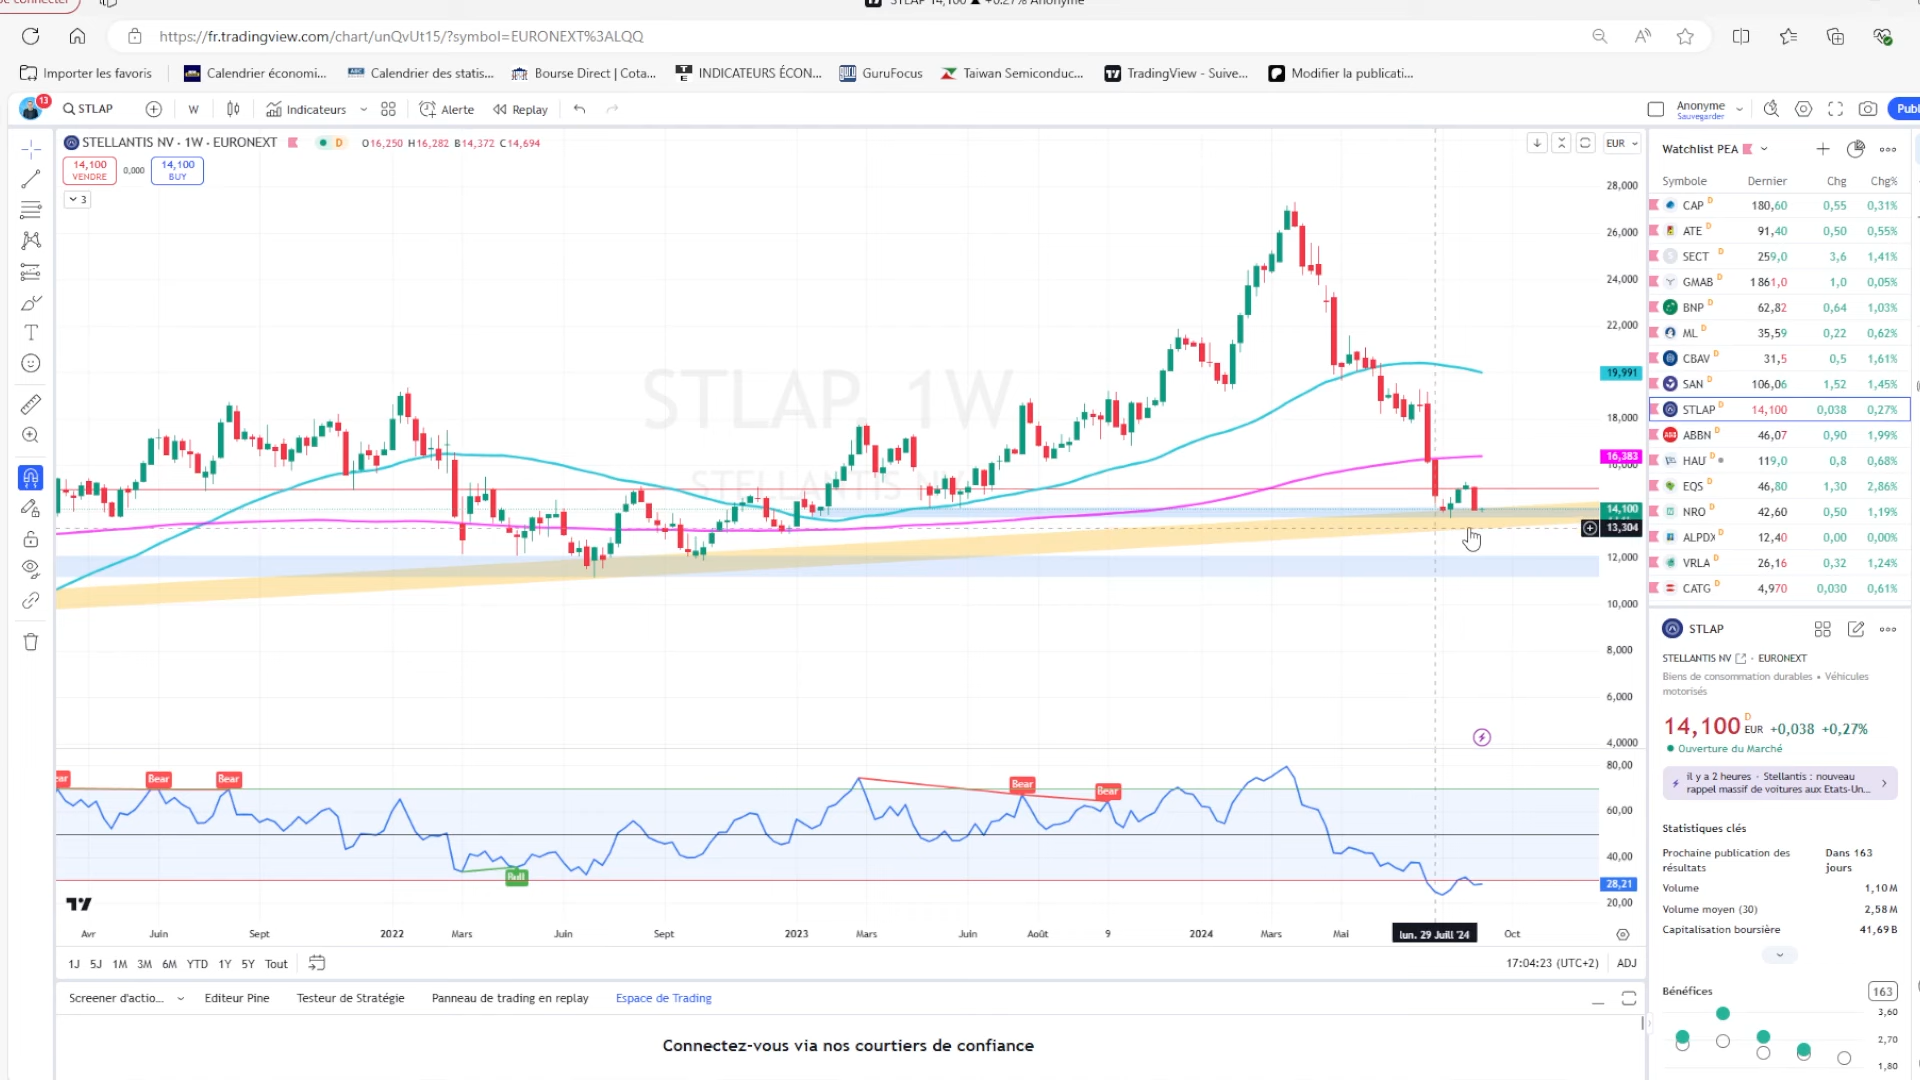 STLAP 14,100 ▲ +0.27% Anonyme
https://fr.tradingview.com/chart/unQvUt15/?symbol=EURONEXT%3ALQQ
Importer les favoris
Calendrier économi...
Calendrier des statis...
Bourse Direct | Cota...
INDICATEURS ÉCON...
GuruFocus
Taiwan Semiconduc...
TradingView - Suive...
Modifier la publicati...
13
STLAP
W
Indicateurs
Alerte
Replay
Anonyme
Sauvegarder
Publ
STELLANTIS NV · 1W · EURONEXT
D
O16,250 H16,282 B14,372 C14,694
14,100
VENDRE
0,000
14,100
BUY
3
STLAP, 1W
STELLANTIS NV
EUR
28,000
26,000
24,000
22,000
19,991
18,000
16,383
16,000
14,100
13,304
12,000
10,000
8,000
6,000
4,0000
80,00
60,00
40,00
28,21
20,00
Bear
Bear
Bull
Bear
Bear
Avr
Juin
Sept
2022
Mars
Juin
Sept
2023
Mars
Juin
Août
9
2024
Mars
Mai
lun. 29 Juill '24
Oct
1J 5J 1M 3M 6M YTD 1Y 5Y Tout
17:04:23 (UTC+2) ADJ
Screener d'actio...
Editeur Pine
Testeur de Stratégie
Panneau de trading en replay
Espace de Trading
Connectez-vous via nos courtiers de confiance
Watchlist PEA
Symbole Dernier Chg Chg%
CAP D 180,60 0,55 0,31%
ATE D 91,40 0,50 0,55%
SECT D 259,0 3,6 1,41%
GMAB D 1861,0 1,0 0,05%
BNP D 62,82 0,64 1,03%
ML D 35,59 0,22 0,62%
CBAV D 31,5 0,5 1,61%
SAN D 106,06 1,52 1,45%
STLAP D 14,100 0,038 0,27%
ABBN D 46,07 0,90 1,99%
HAU D 119,0 0,8 0,68%
EQS D 46,80 1,30 2,86%
NRO D 42,60 0,50 1,19%
ALPDX D 12,40 0,00 0,00%
VRLA D 26,16 0,32 1,24%
CATG D 4,970 0,030 0,61%
STLAP
STELLANTIS NV · EURONEXT
Biens de consommation durables • Véhicules
motorisés
14,100 D EUR +0,038 +0,27%
Ouverture du Marché
il y a 2 heures · Stellantis : nouveau
rappel massif de voitures aux Etats-Un...
Statistiques clés
Prochaine publication des résultats
Dans 163 jours
Volume 1,10 M
Volume moyen (30) 2,58 M
Capitalisation boursière 41,69 B
Bénéfices 163
3,60
2,70
1,80